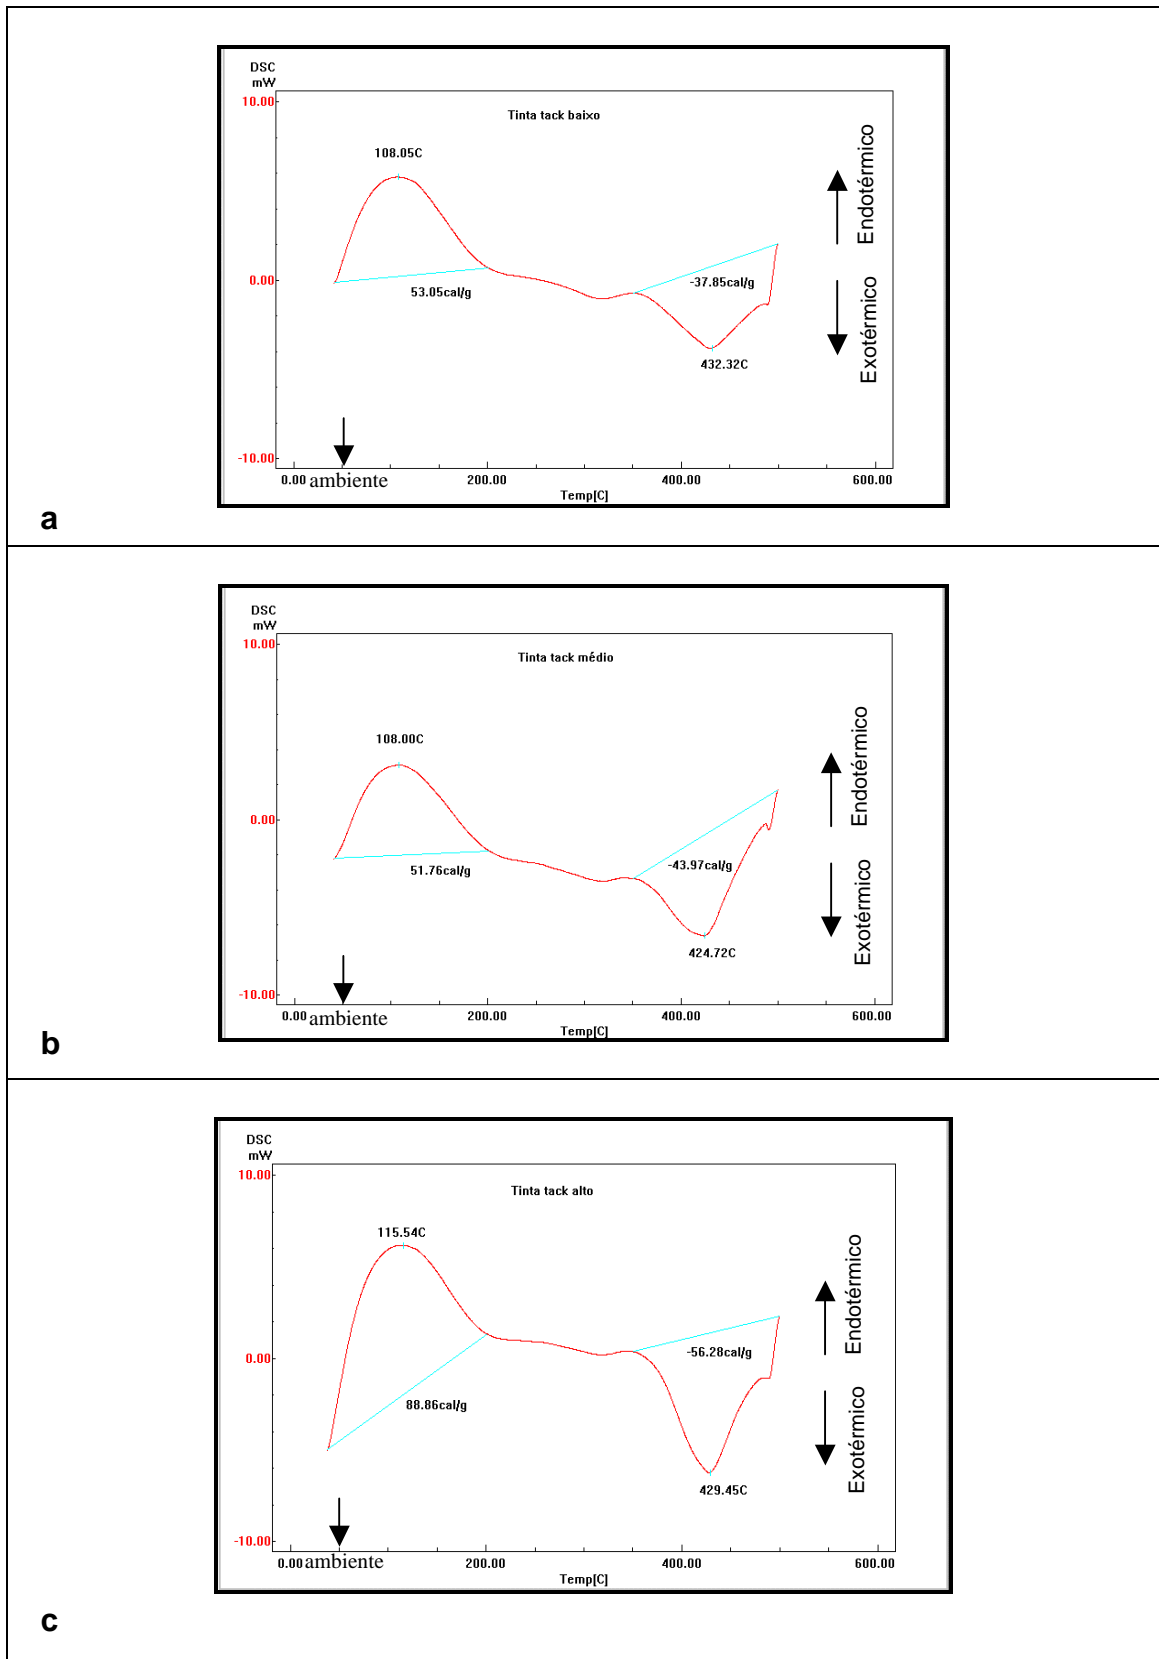 DSC
mW
10.00
Tinta tack baixo
108.05C
Endotérmico
0.00
53.05cal/g
-37.85cal/g
432.32C
Exotérmico
-10.00
0.00 ambiente 200.00 400.00 600.00
Temp[C]
a
DSC
mW
10.00
Tinta tack médio
108.00C
Endotérmico
0.00
51.76cal/g
-43.97cal/g
424.72C
Exotérmico
-10.00
0.00 ambiente 200.00 400.00 600.00
Temp[C]
b
DSC
mW
10.00
Tinta tack alto
115.54C
Endotérmico
0.00
88.86cal/g
-56.28cal/g
429.45C
Exotérmico
-10.00
0.00 ambiente 200.00 400.00 600.00
Temp[C]
c